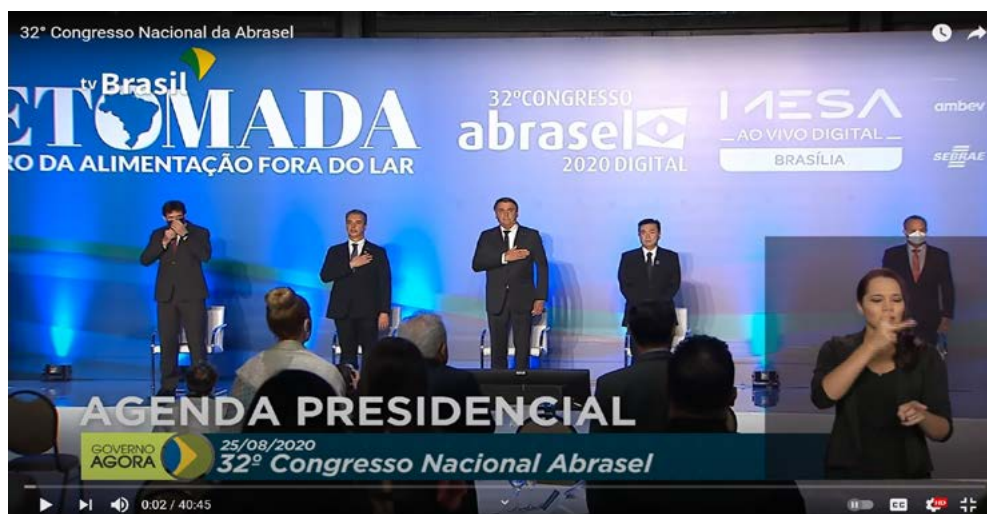 32° Congresso Nacional da Abrasel
tv Brasil
ETOMADA
RO DA ALIMENTAÇÃO FORA DO LAR
32ºCONGRESSO
abrasel
2020 DIGITAL
MESA
AO VIVO DIGITAL
BRASÍLIA
ambev
SEBRAE
AGENDA PRESIDENCIAL
GOVERNO
AGORA
25/08/2020
32º Congresso Nacional Abrasel
0:02 / 40:45
CC
HD